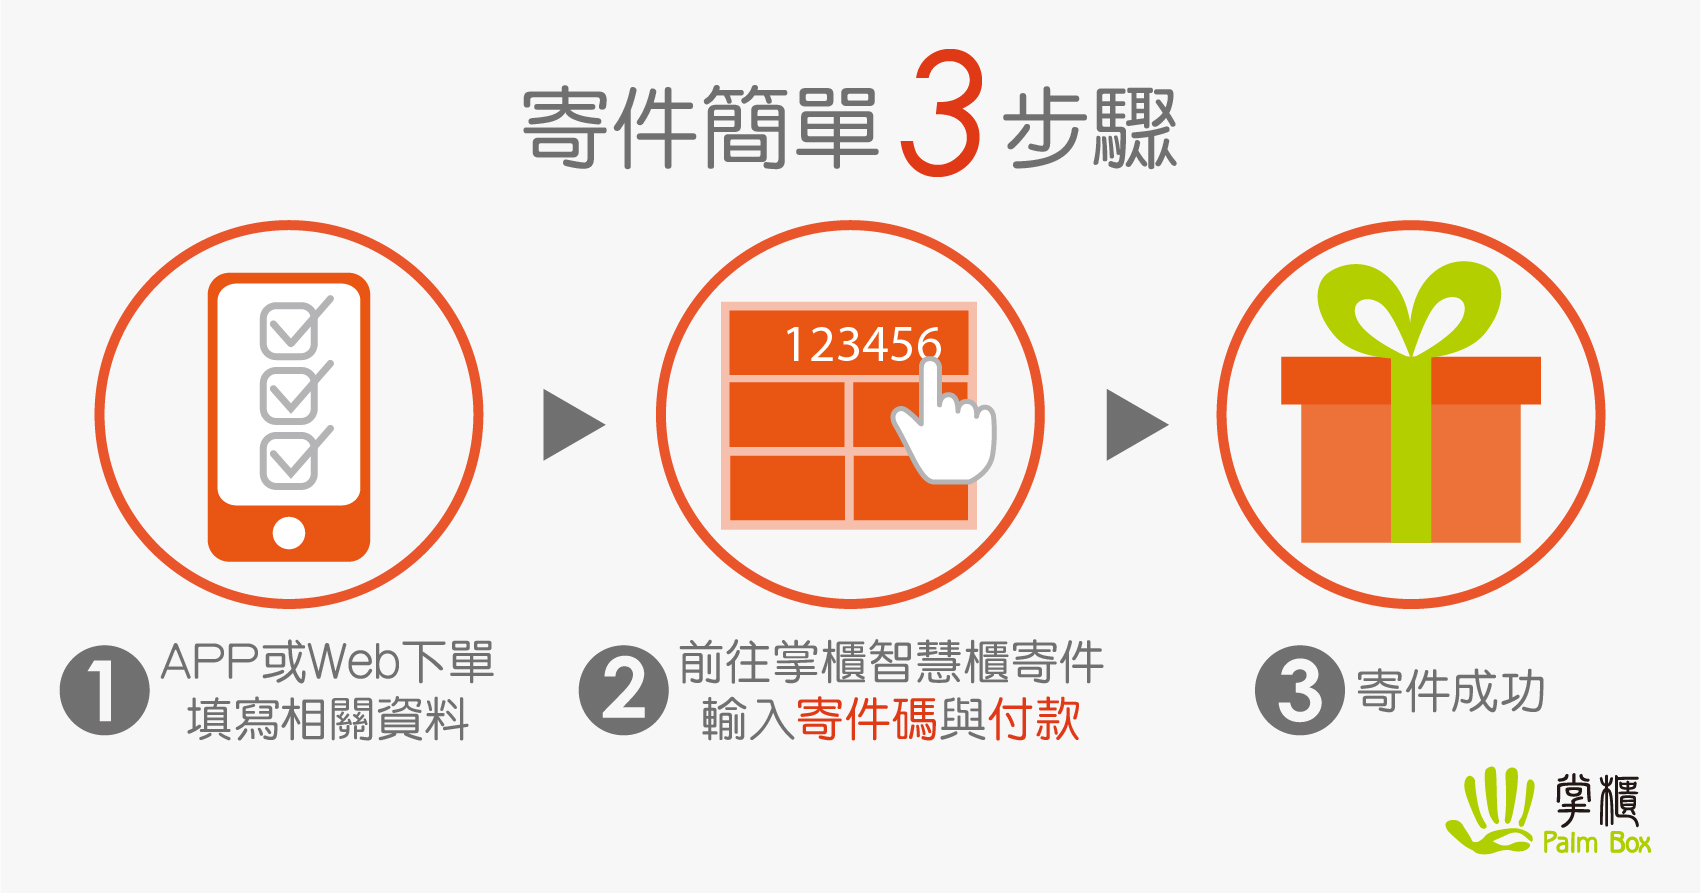 寄件簡單3步驟
123456
1 APP或Web下單
填寫相關資料
2 前往掌櫃智慧櫃寄件
輸入寄件碼與付款
3 寄件成功
掌櫃
Palm Box